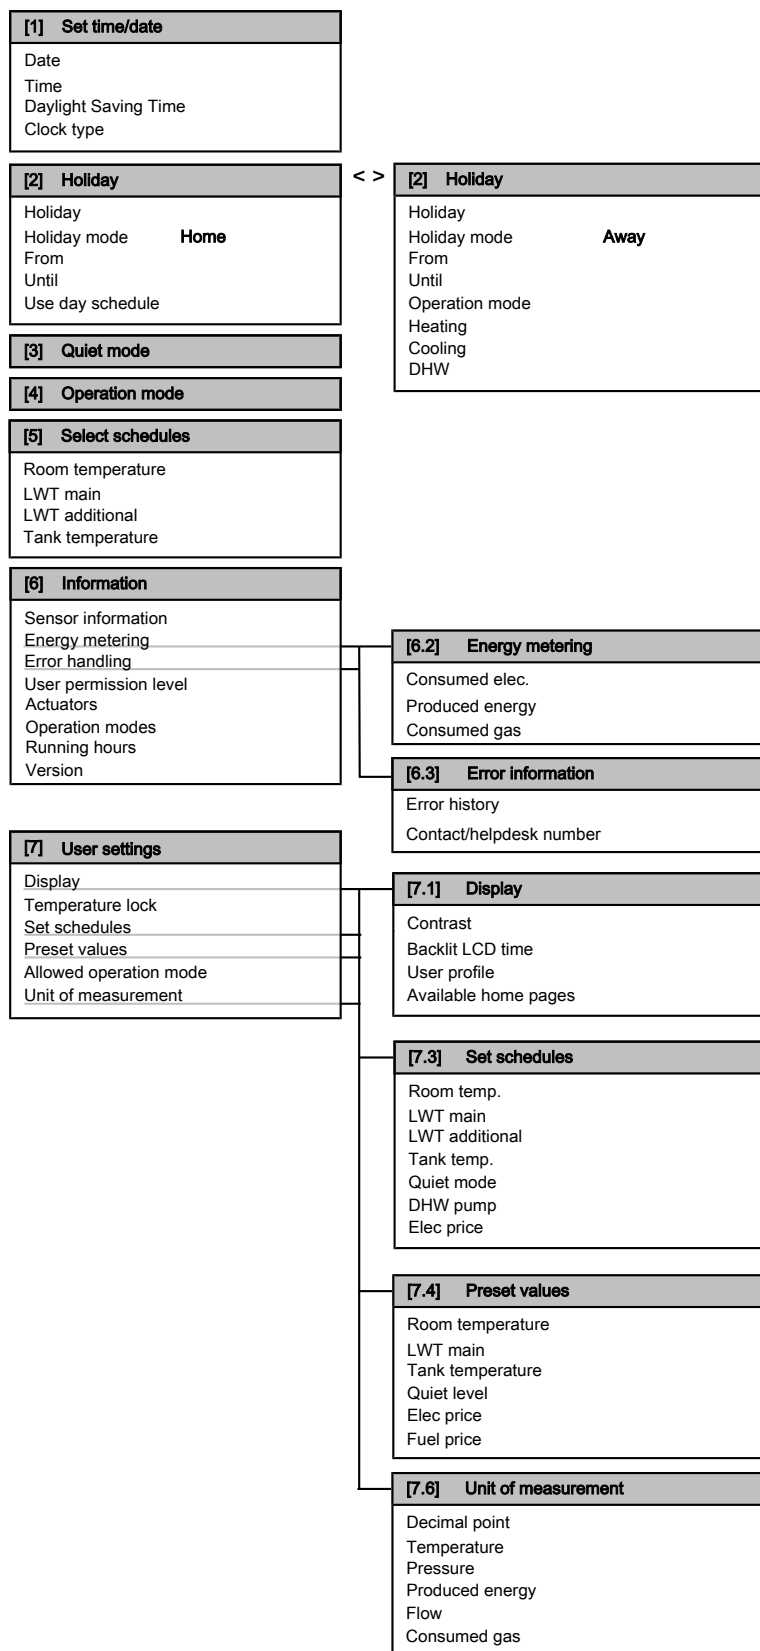 [1] Set time/date
Date
Time
Daylight Saving Time
Clock type
[2] Holiday
Holiday
Holiday mode Home
From
Until
Use day schedule
< >
[2] Holiday
Holiday
Holiday mode Away
From
Until
Operation mode
Heating
Cooling
DHW
[3] Quiet mode
[4] Operation mode
[5] Select schedules
Room temperature
LWT main
LWT additional
Tank temperature
[6] Information
Sensor information
Energy metering
Error handling
User permission level
Actuators
Operation modes
Running hours
Version
[6.2] Energy metering
Consumed elec.
Produced energy
Consumed gas
[6.3] Error information
Error history
Contact/helpdesk number
[7] User settings
Display
Temperature lock
Set schedules
Preset values
Allowed operation mode
Unit of measurement
[7.1] Display
Contrast
Backlit LCD time
User profile
Available home pages
[7.3] Set schedules
Room temp.
LWT main
LWT additional
Tank temp.
Quiet mode
DHW pump
Elec price
[7.4] Preset values
Room temperature
LWT main
Tank temperature
Quiet level
Elec price
Fuel price
[7.6] Unit of measurement
Decimal point
Temperature
Pressure
Produced energy
Flow
Consumed gas